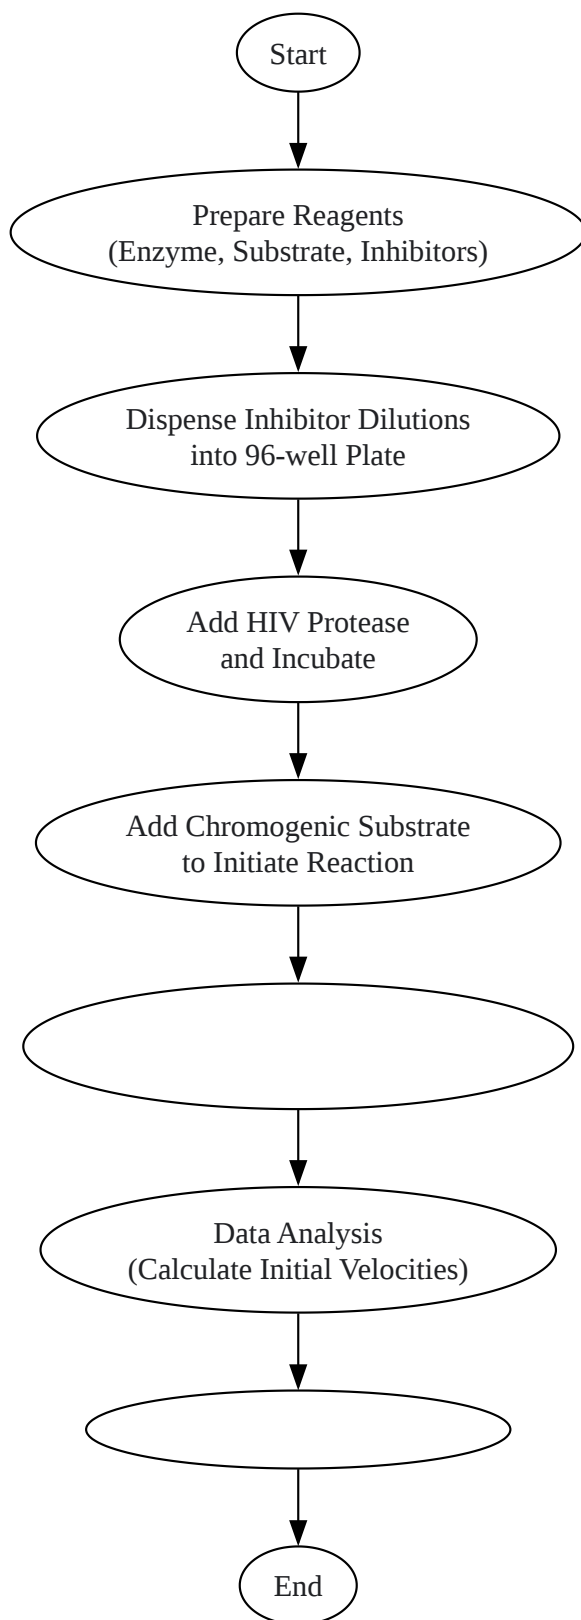 Start
Prepare Reagents
(Enzyme, Substrate, Inhibitors)
Dispense Inhibitor Dilutions
into 96-well Plate
Add HIV Protease
and Incubate
Add Chromogenic Substrate
to Initiate Reaction
Data Analysis
(Calculate Initial Velocities)
End